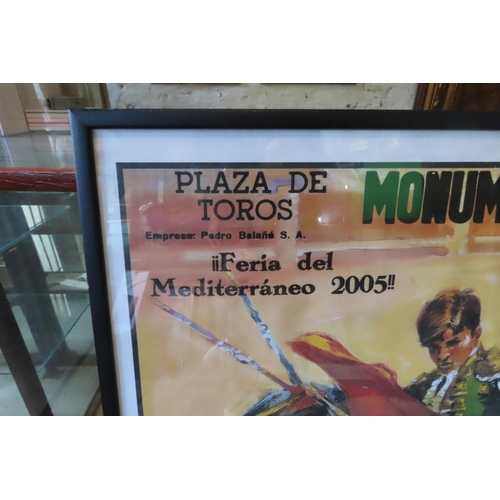 PLAZA DE
TOROS
MONUM
Empresa: Pedro Balañá S. A.
¡¡Feria del
Mediterráneo 2005!!